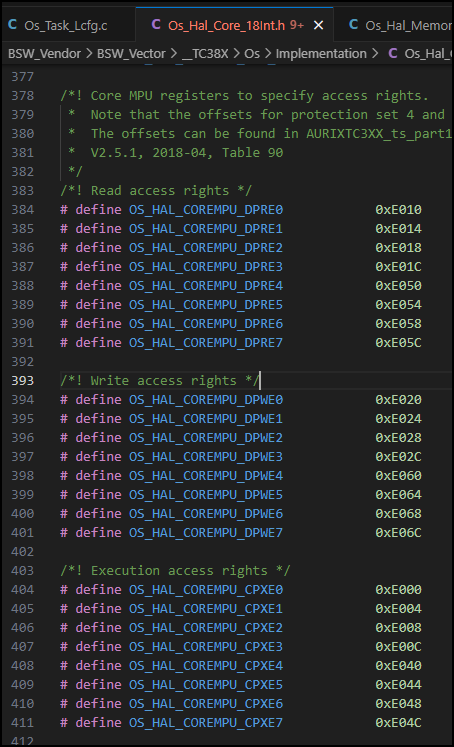 Os_Task_Lcfg.c
C Os_Hal_Core_18Int.h 9+ ×
C Os_Hal_Memor
BSW_Vendor > BSW_Vector > __TC38X > Os > Implementation > C Os_Hal_C
377
378 /*! Core MPU registers to specify access rights.
379 * Note that the offsets for protection set 4 and
380 * The offsets can be found in AURIXTC3XX_ts_part1
381 * V2.5.1, 2018-04, Table 90
382 */
383 /*! Read access rights */
384 # define OS_HAL_COREMPU_DPRE0 0xE010
385 # define OS_HAL_COREMPU_DPRE1 0xE014
386 # define OS_HAL_COREMPU_DPRE2 0xE018
387 # define OS_HAL_COREMPU_DPRE3 0xE01C
388 # define OS_HAL_COREMPU_DPRE4 0xE050
389 # define OS_HAL_COREMPU_DPRE5 0xE054
390 # define OS_HAL_COREMPU_DPRE6 0xE058
391 # define OS_HAL_COREMPU_DPRE7 0xE05C
392
393 /*! Write access rights */
394 # define OS_HAL_COREMPU_DPWE0 0xE020
395 # define OS_HAL_COREMPU_DPWE1 0xE024
396 # define OS_HAL_COREMPU_DPWE2 0xE028
397 # define OS_HAL_COREMPU_DPWE3 0xE02C
398 # define OS_HAL_COREMPU_DPWE4 0xE060
399 # define OS_HAL_COREMPU_DPWE5 0xE064
400 # define OS_HAL_COREMPU_DPWE6 0xE068
401 # define OS_HAL_COREMPU_DPWE7 0xE06C
402
403 /*! Execution access rights */
404 # define OS_HAL_COREMPU_CPXE0 0xE000
405 # define OS_HAL_COREMPU_CPXE1 0xE004
406 # define OS_HAL_COREMPU_CPXE2 0xE008
407 # define OS_HAL_COREMPU_CPXE3 0xE00C
408 # define OS_HAL_COREMPU_CPXE4 0xE040
409 # define OS_HAL_COREMPU_CPXE5 0xE044
410 # define OS_HAL_COREMPU_CPXE6 0xE048
411 # define OS_HAL_COREMPU_CPXE7 0xE04C
412